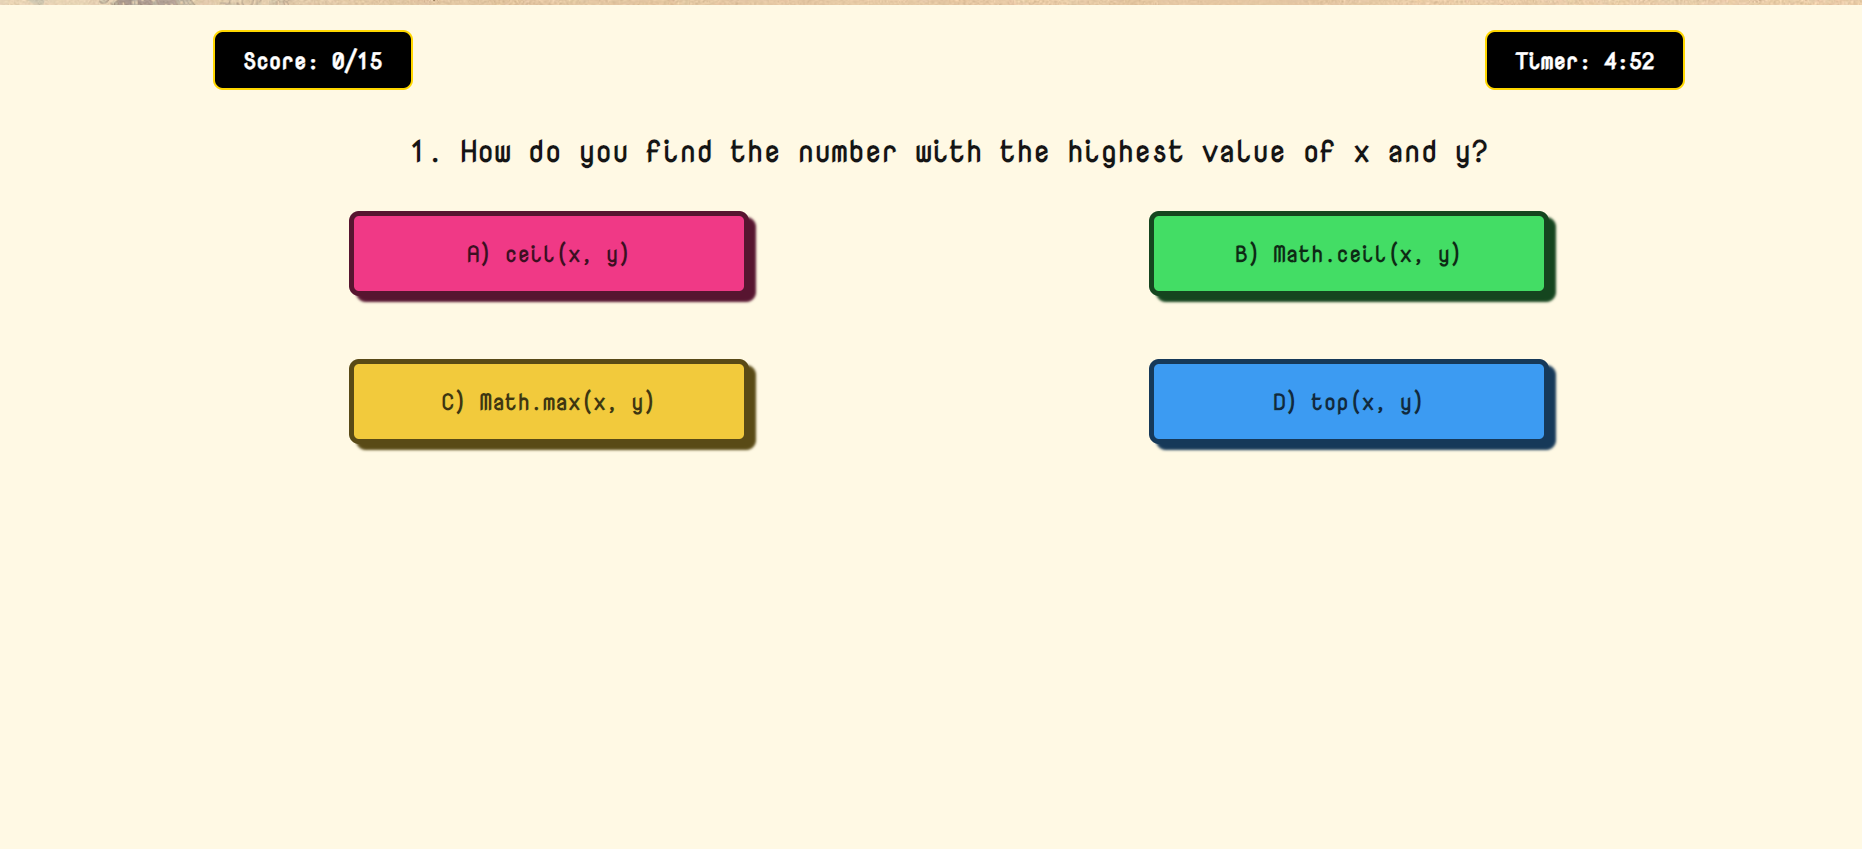 Score: 0/15
Timer: 4:52
1. How do you find the number with the highest value of x and y?
A) ceil(x, y)
B) Math.ceil(x, y)
C) Math.max(x, y)
D) top(x, y)